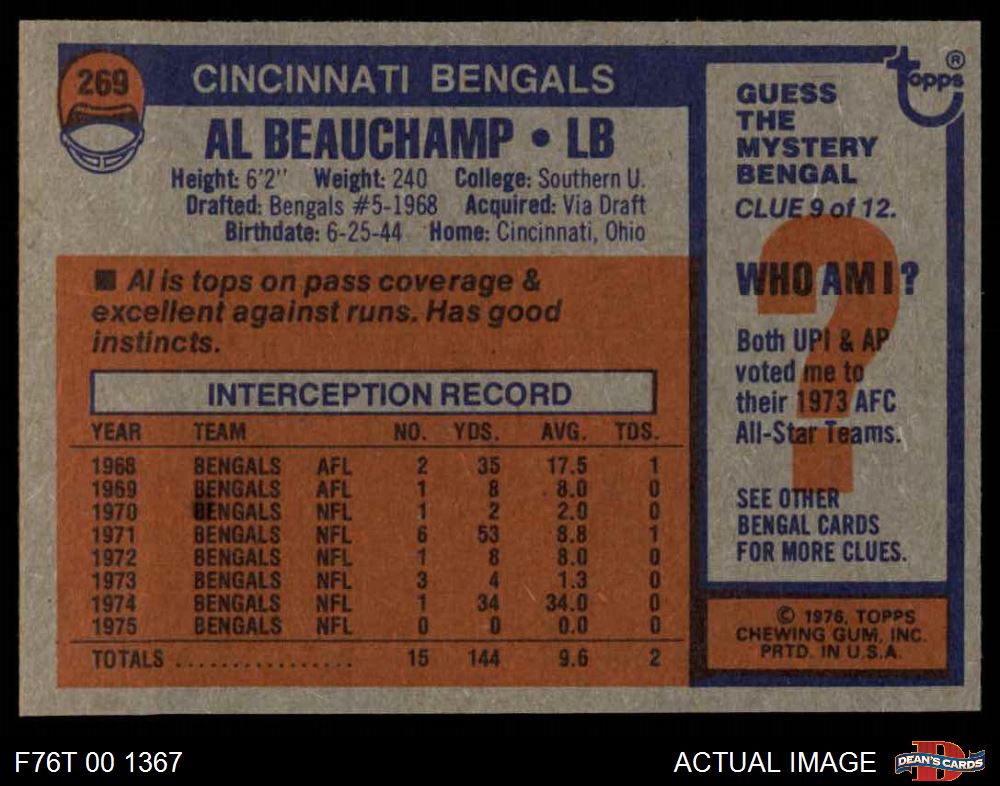 269
CINCINNATI BENGALS
AL BEAUCHAMP • LB
Height: 6'2" Weight: 240 College: Southern U.
Drafted: Bengals #5-1968 Acquired: Via Draft
Birthdate: 6-25-44 Home: Cincinnati, Ohio
■ Al is tops on pass coverage &
excellent against runs. Has good
instincts.
INTERCEPTION RECORD
YEAR TEAM NO. YDS. AVG. TDS.
1968 BENGALS AFL 2 35 17.5 1
1969 BENGALS AFL 1 8 8.0 0
1970 BENGALS NFL 1 2 2.0 0
1971 BENGALS NFL 6 53 8.8 1
1972 BENGALS NFL 1 8 8.0 0
1973 BENGALS NFL 3 4 1.3 0
1974 BENGALS NFL 1 34 34.0 0
1975 BENGALS NFL 0 0 0.0 0
TOTALS ................ 15 144 9.6 2
topps ®
GUESS
THE
MYSTERY
BENGAL
CLUE 9 of 12.
?
WHO AM I?
Both UPI & AP
voted me to
their 1973 AFC
All-Star Teams.
SEE OTHER
BENGAL CARDS
FOR MORE CLUES.
© 1976, TOPPS
CHEWING GUM, INC.
PRTD. IN U.S.A.
F76T 00 1367
ACTUAL IMAGE
D
DEAN'S CARDS